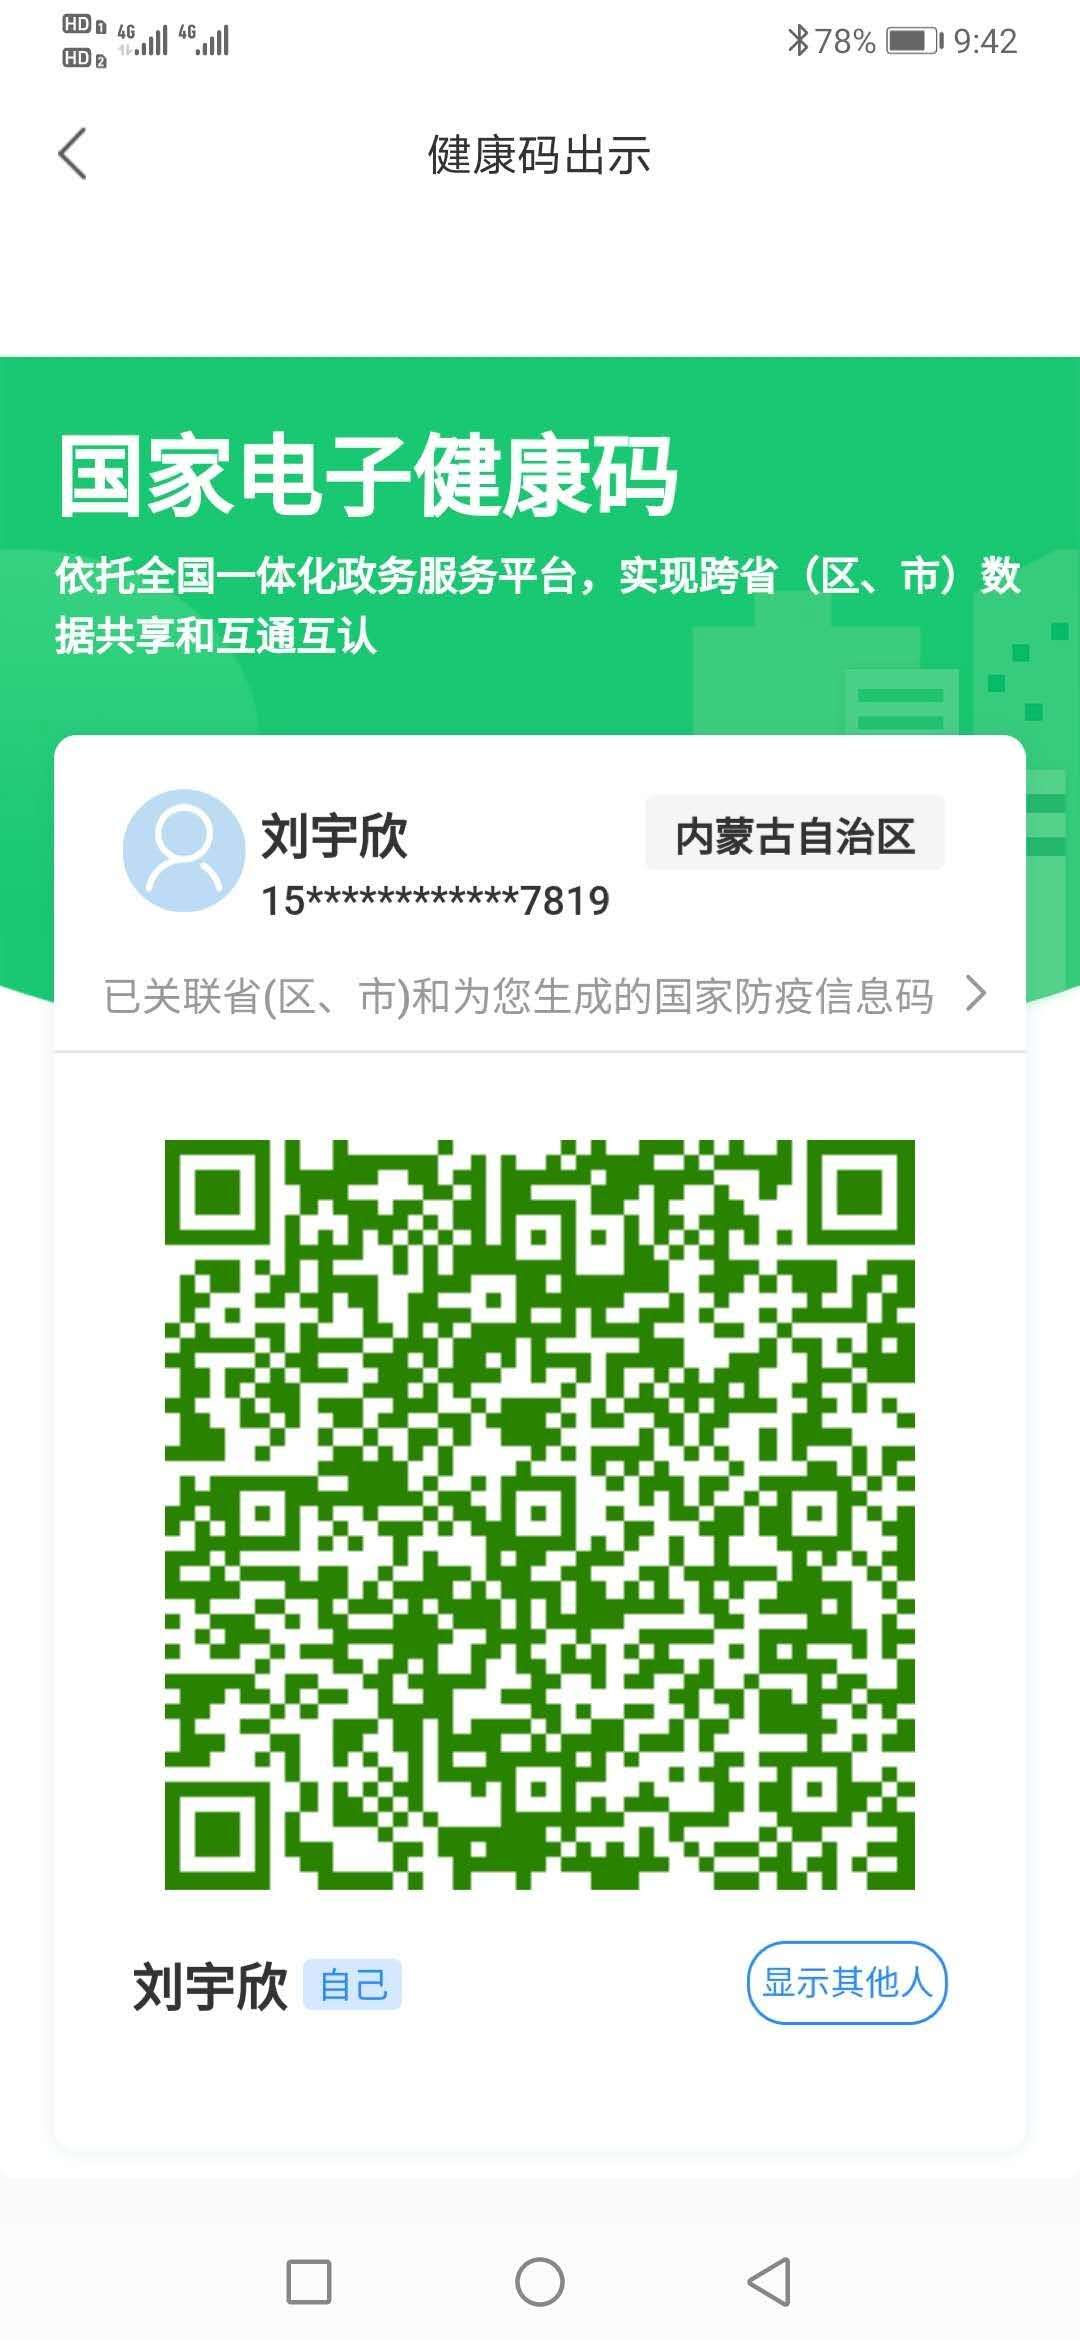 HD 1 4G 4G
HD 2
78% 9:42
健康码出示
国家电子健康码
依托全国一体化政务服务平台，实现跨省（区、市）数
据共享和互通互认
刘宇欣
内蒙古自治区
15************7819
已关联省(区、市)和为您生成的国家防疫信息码
刘宇欣 自己
显示其他人